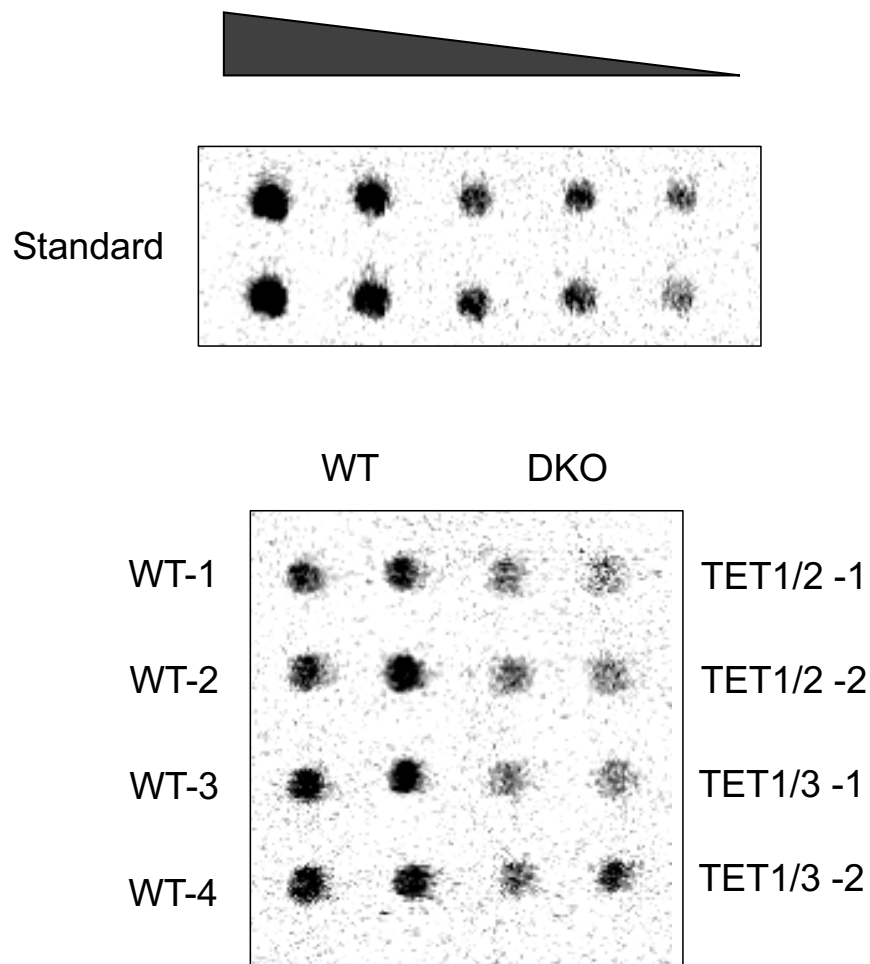 Standard
WT DKO
WT-1 TET1/2 -1
WT-2 TET1/2 -2
WT-3 TET1/3 -1
WT-4 TET1/3 -2